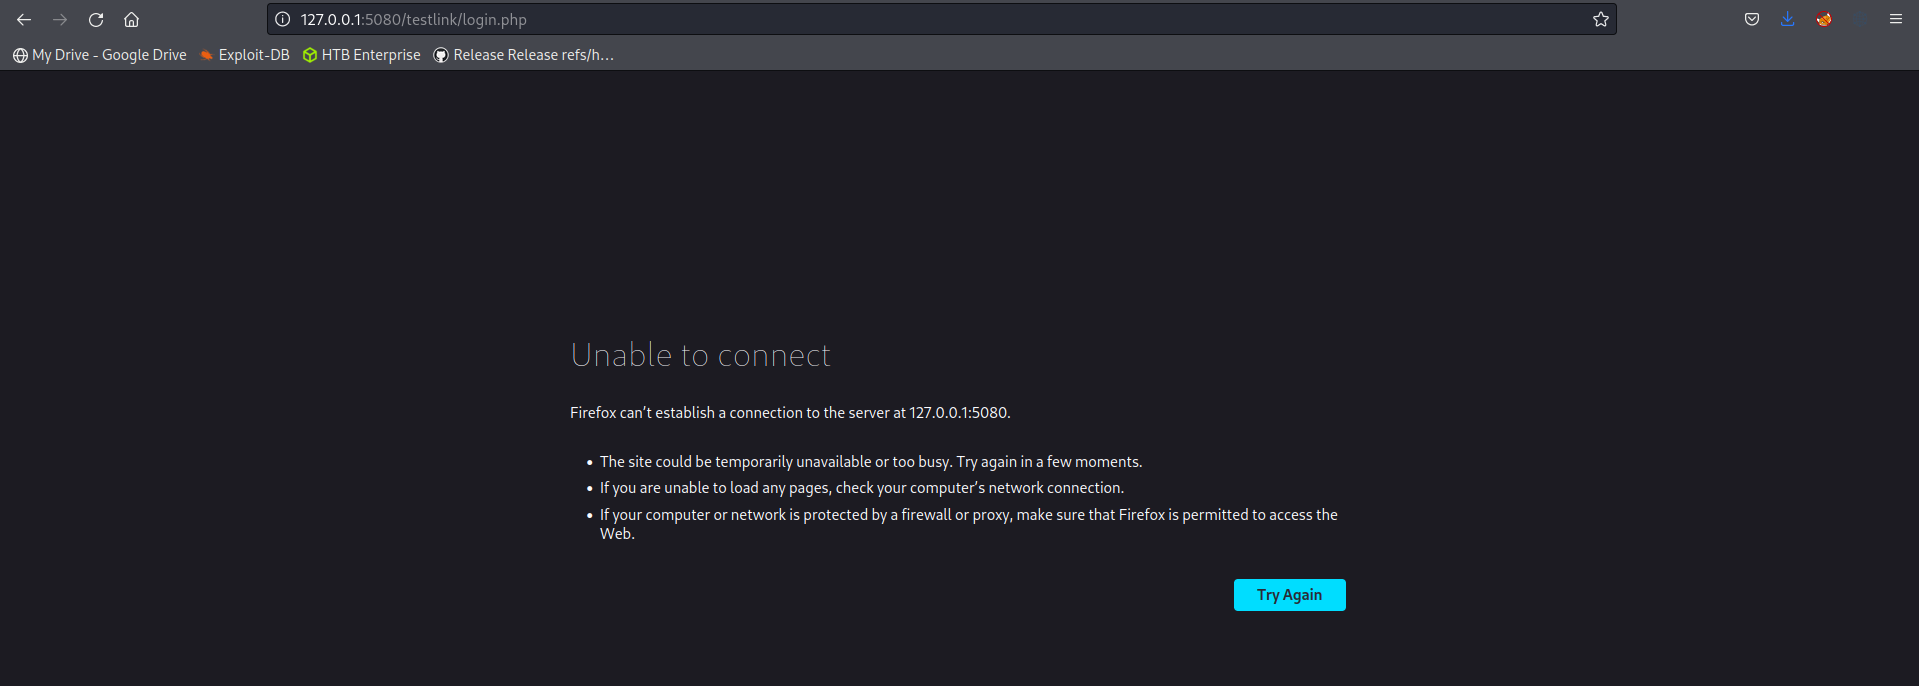 127.0.0.1:5080/testlink/login.php
My Drive - Google Drive Exploit-DB HTB Enterprise Release Release refs/h…
Unable to connect
Firefox can’t establish a connection to the server at 127.0.0.1:5080.
• The site could be temporarily unavailable or too busy. Try again in a few moments.
• If you are unable to load any pages, check your computer’s network connection.
• If your computer or network is protected by a firewall or proxy, make sure that Firefox is permitted to access the
Web.
Try Again